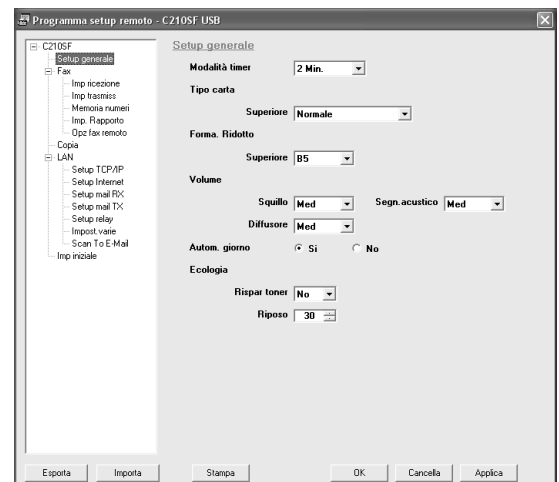 Programma setup remoto - C210SF USB
C210SF
Setup generale
Fax
Imp ricezione
Imp trasmiss
Memoria numeri
Imp. Rapporto
Opz fax remoto
Copia
LAN
Setup TCP/IP
Setup Internet
Setup mail RX
Setup mail TX
Setup relay
Impost.varie
Scan To E-Mail
Imp iniziale
Setup generale
Modalità timer 2 Min.
Tipo carta
Superiore Normale
Forma. Ridotto
Superiore B5
Volume
Squillo Med Segn.acustico Med
Diffusore Med
Autom. giorno Si No
Ecologia
Rispar toner No
Riposo 30
Esporta Importa Stampa OK Cancella Applica